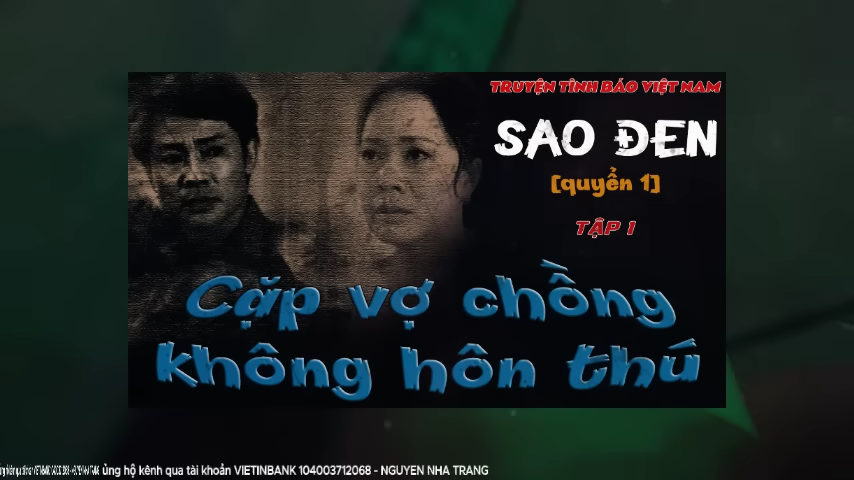 TRUYỆN TÌNH BÁO VIỆT NAM
SAO ĐEN
[quyển 1]
TẬP 1
Cặp vợ chồng
không hôn thú
ủng hộ kênh qua tài khoản VIETINBANK 104003712068 - NGUYEN NHA TRANG